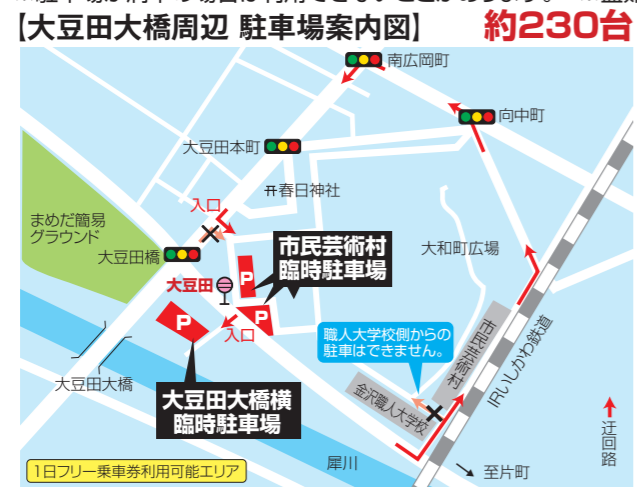 【大豆田大橋周辺 駐車場案内図】 約230台
南広岡町
向中町
大豆田本町
春日神社
入口
まめだ簡易
グラウンド
大豆田橋
市民芸術村
臨時駐車場
大和町広場
大豆田
P
P
P
入口
職人大学校側からの
駐車はできません。
市民芸術村
IRいしかわ鉄道
大豆田大橋
大豆田大橋横
臨時駐車場
金沢職人大学校
迂回路
1日フリー乗車券利用可能エリア
犀川
至片町